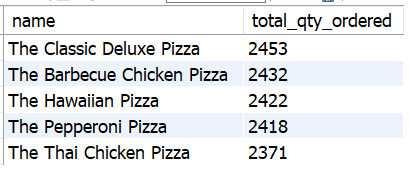 name total_qty_ordered
The Classic Deluxe Pizza 2453
The Barbecue Chicken Pizza 2432
The Hawaiian Pizza 2422
The Pepperoni Pizza 2418
The Thai Chicken Pizza 2371